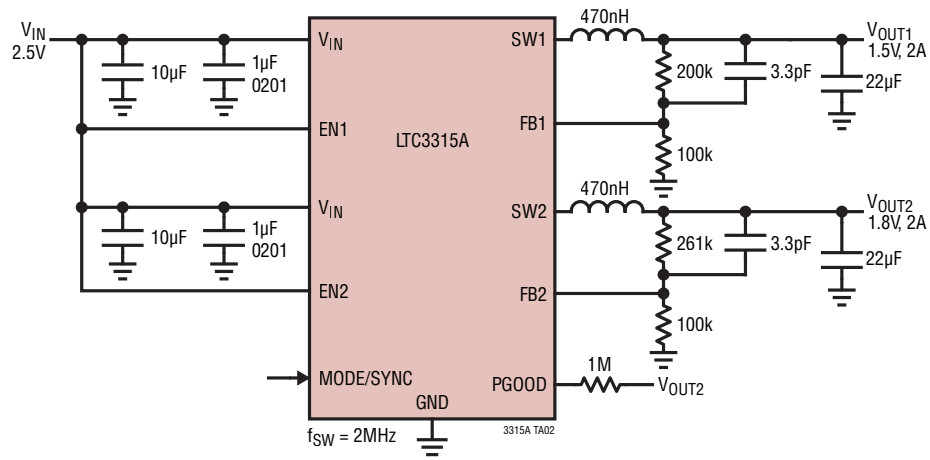 VIN
2.5V
10µF
1µF
0201
10µF
1µF
0201
VIN
EN1
VIN
EN2
MODE/SYNC
GND
LTC3315A
SW1
FB1
SW2
FB2
PGOOD
fSW = 2MHz
3315A TA02
470nH
200k
3.3pF
22µF
VOUT1
1.5V, 2A
100k
470nH
261k
3.3pF
22µF
VOUT2
1.8V, 2A
100k
1M
VOUT2